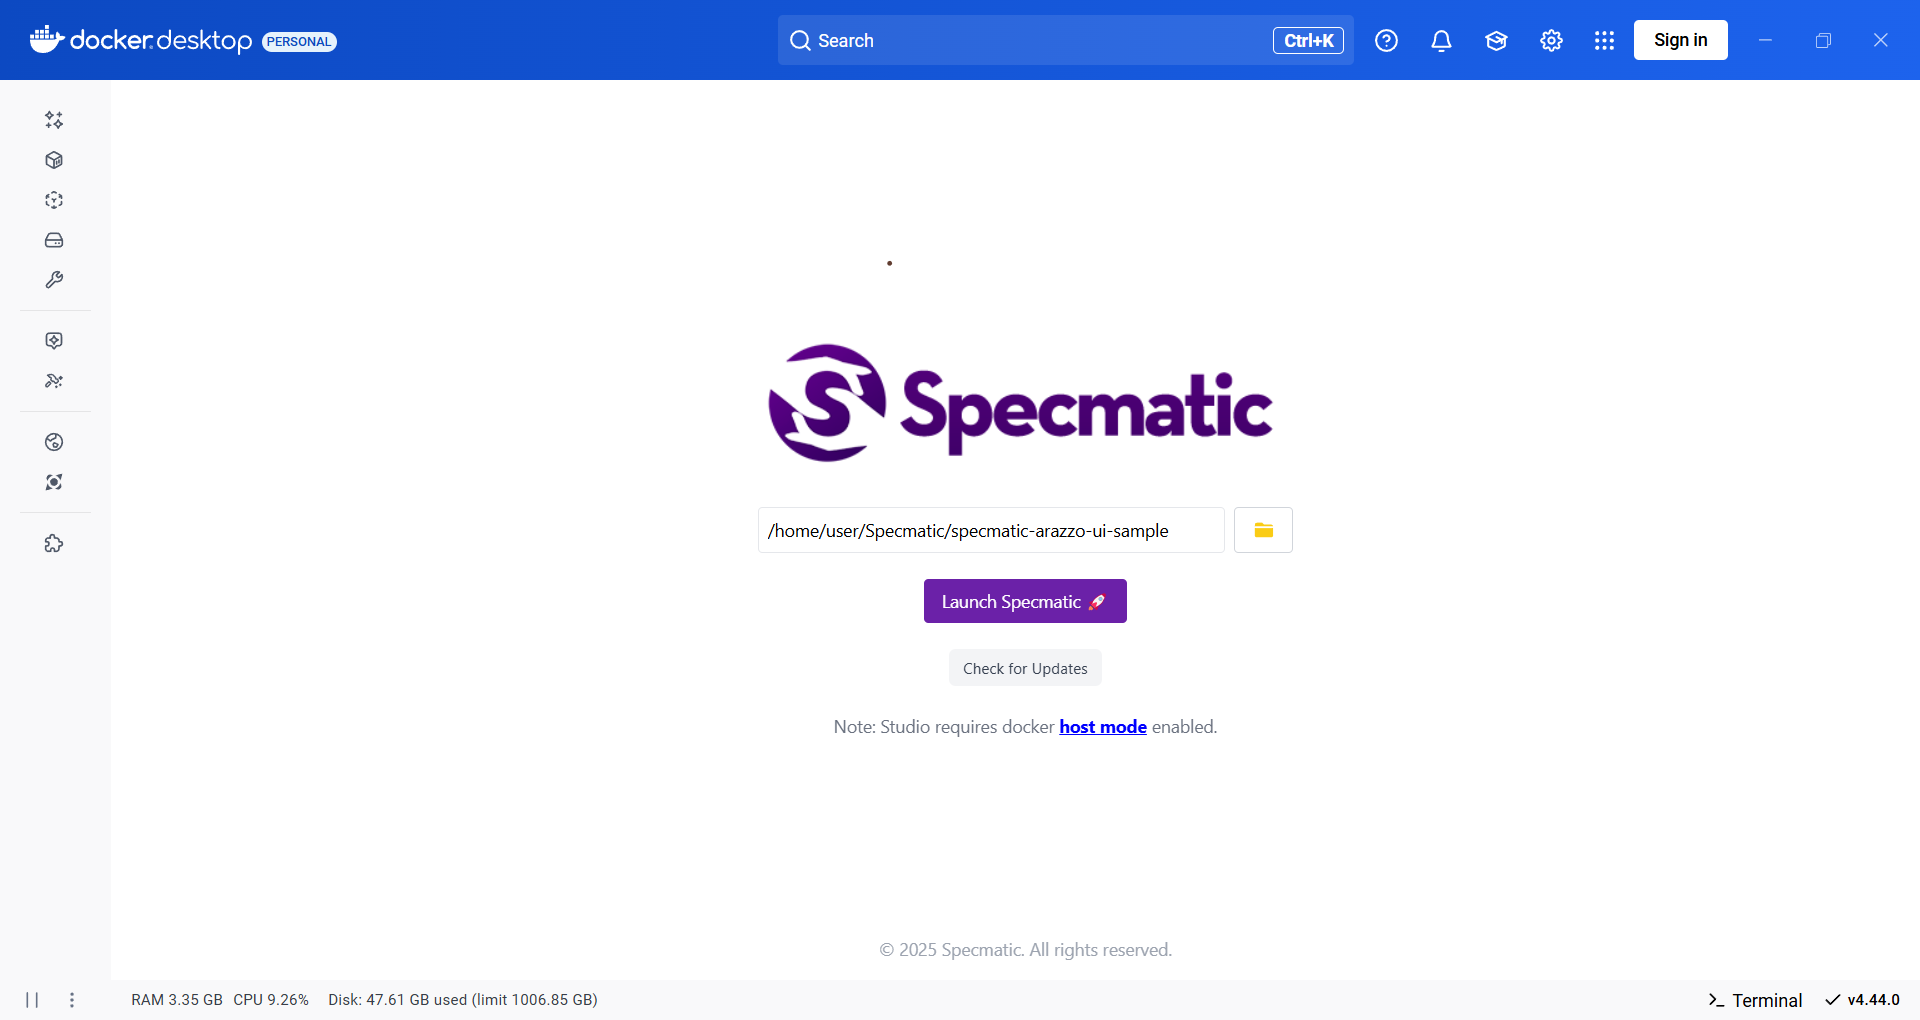 docker.desktop PERSONAL
Search
Ctrl+K
Sign in
Specmatic
/home/user/Specmatic/specmatic-arazzo-ui-sample
Launch Specmatic 🚀
Check for Updates
Note: Studio requires docker host mode enabled.
© 2025 Specmatic. All rights reserved.
RAM 3.35 GB CPU 9.26% Disk: 47.61 GB used (limit 1006.85 GB)
Terminal
v4.44.0